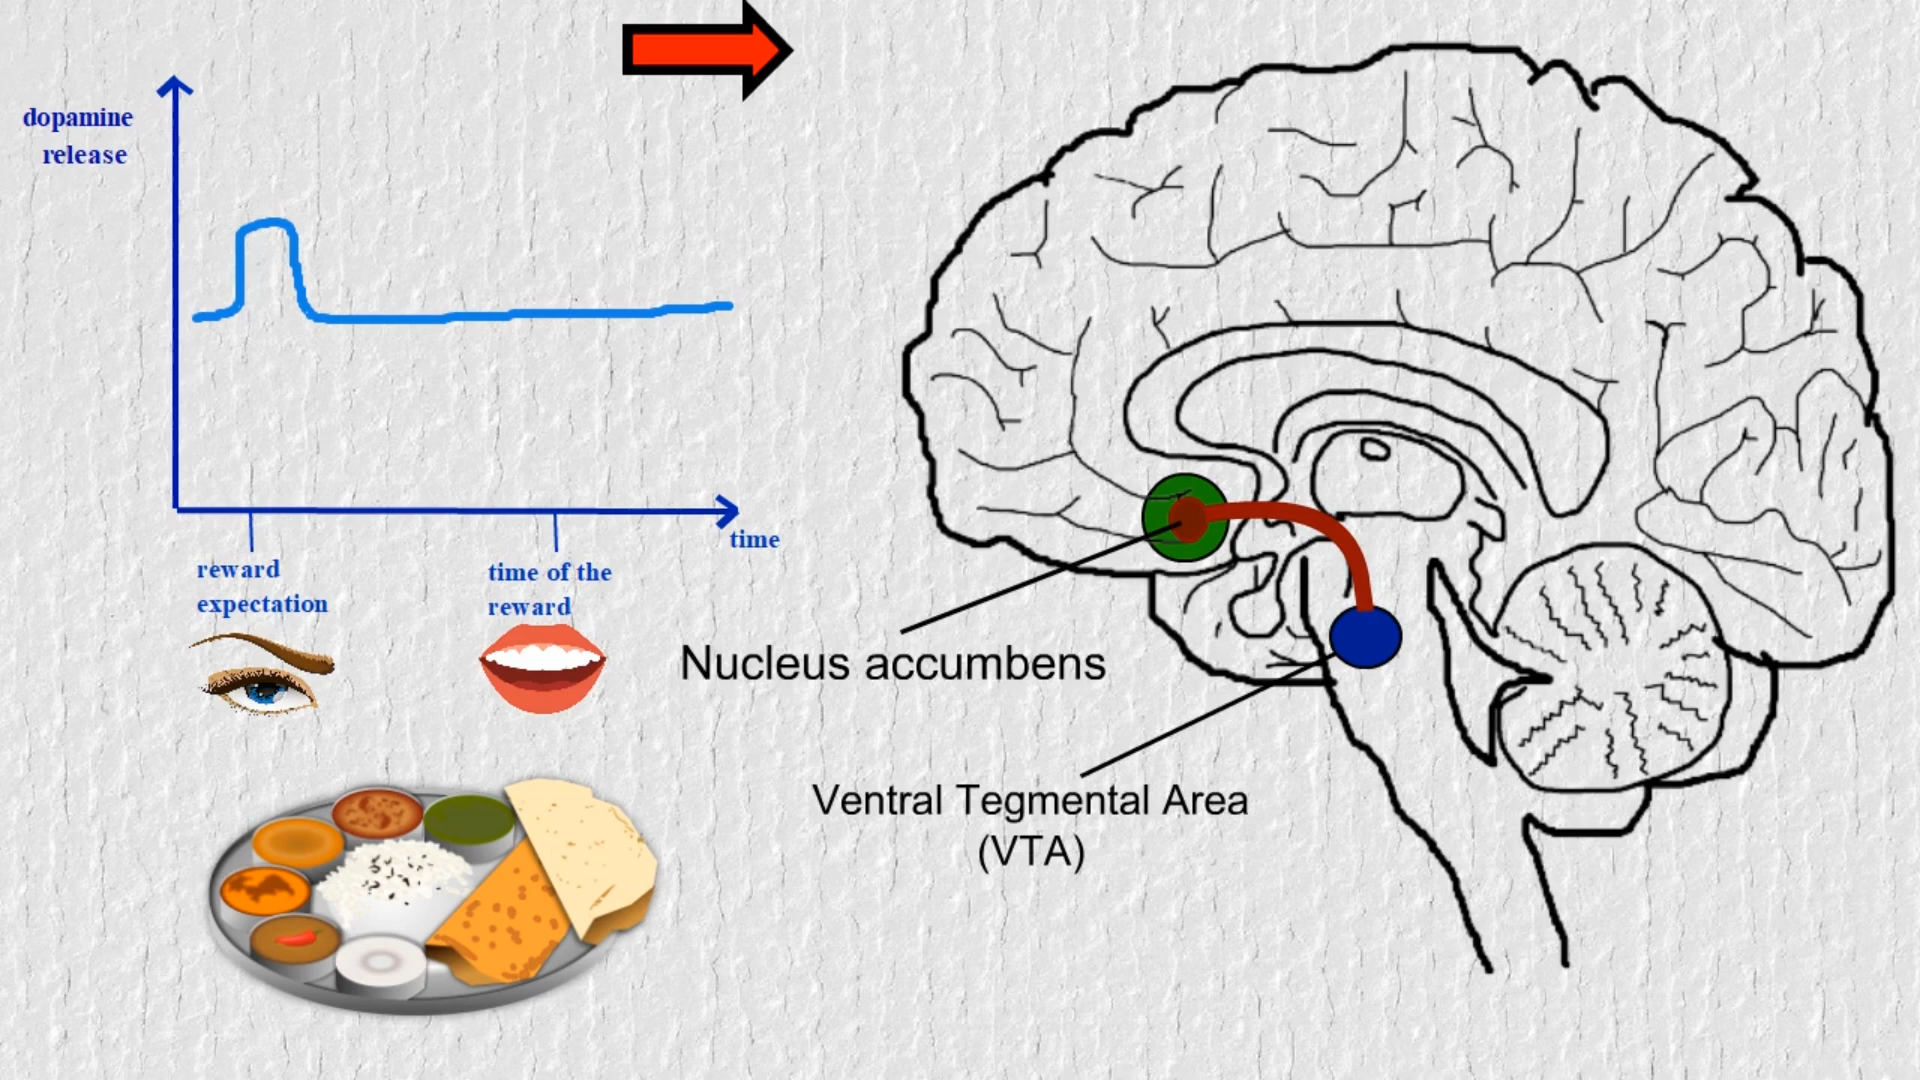 dopamine
release
time
reward
expectation
time of the
reward
Nucleus accumbens
Ventral Tegmental Area
(VTA)